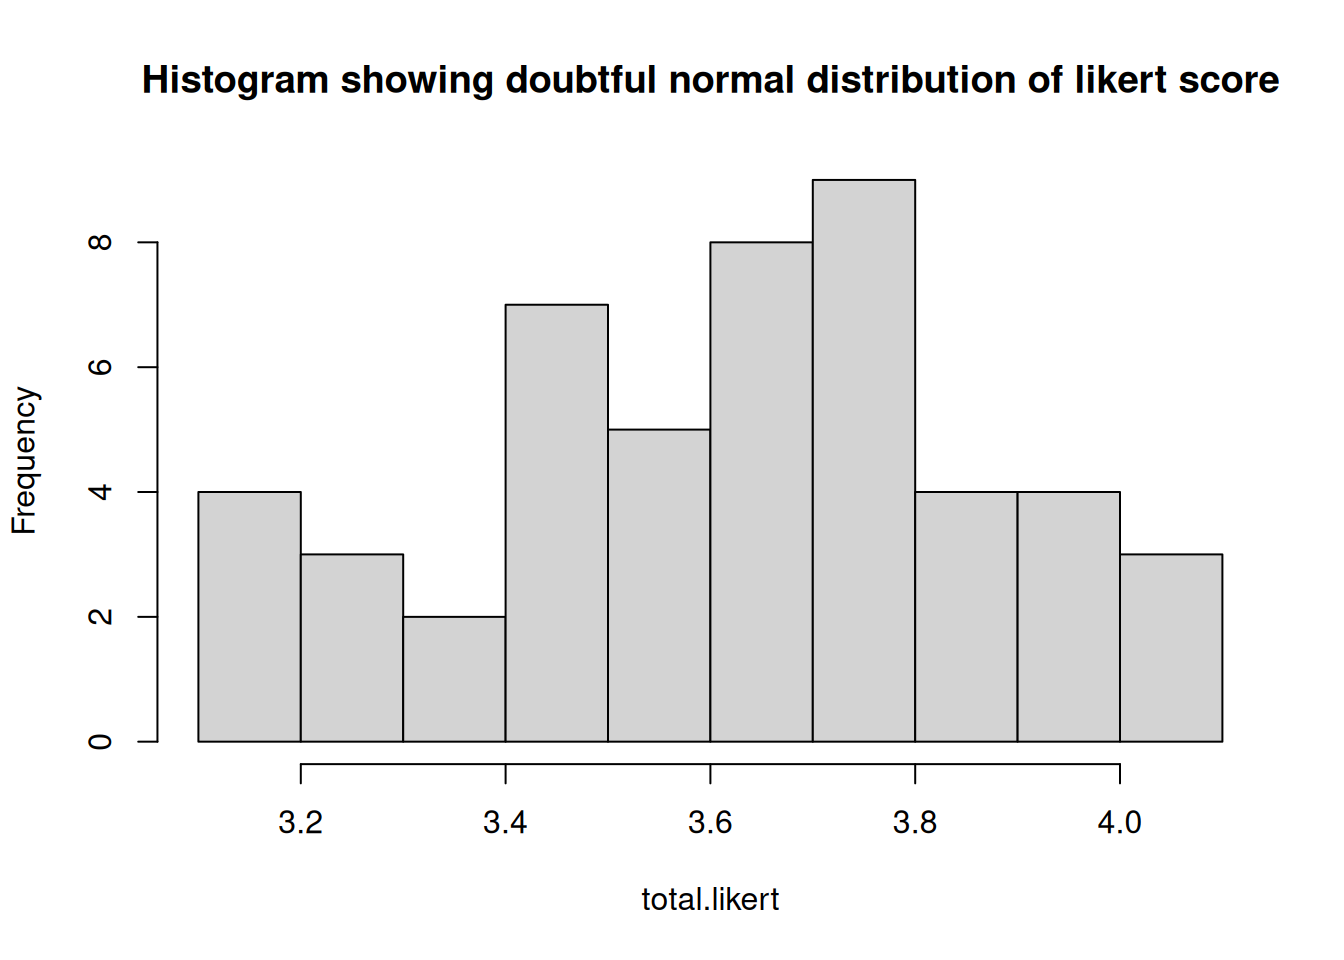 Histogram showing doubtful normal distribution of likert score
Frequency
8
6
4
2
0
3.2 3.4 3.6 3.8 4.0
total.likert